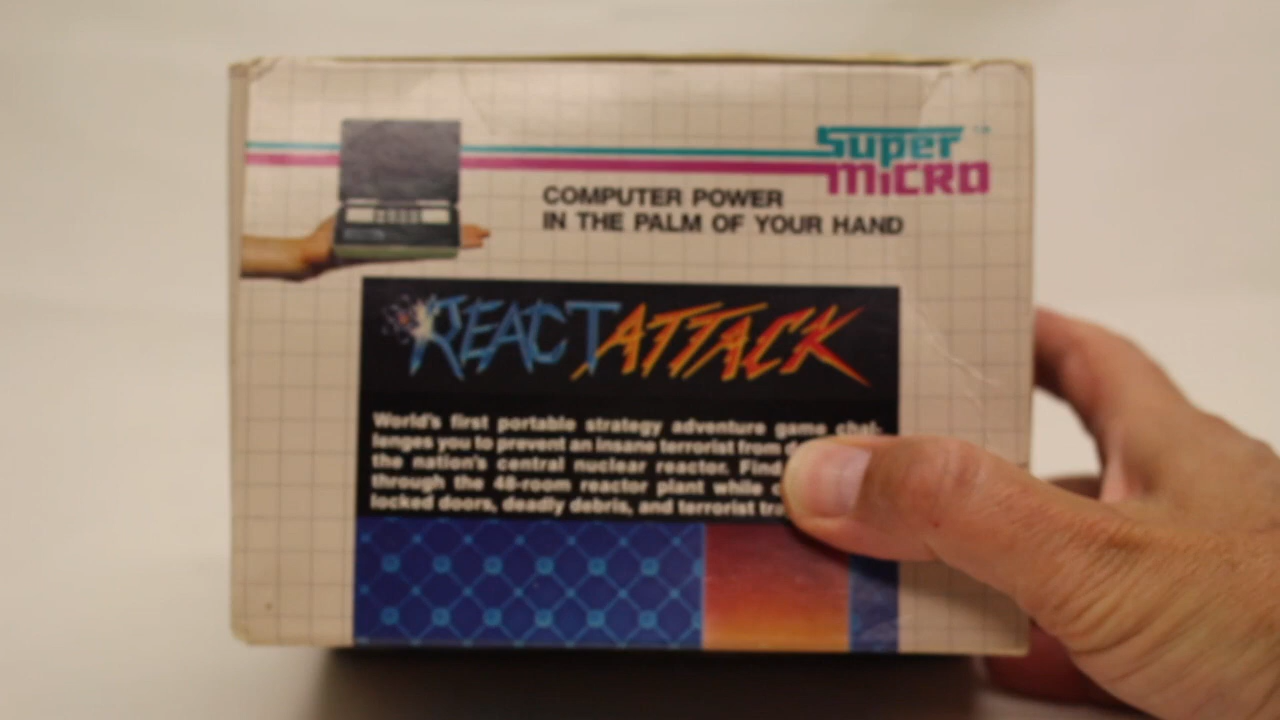 Super
MICRO
COMPUTER POWER
IN THE PALM OF YOUR HAND
REACT ATTACK
World's first portable strategy adventure game chal-
lenges you to prevent an insane terrorist from
the nation's central nuclear reactor. Find
through the 48-room reactor plant while
locked doors, deadly debris, and terrorist